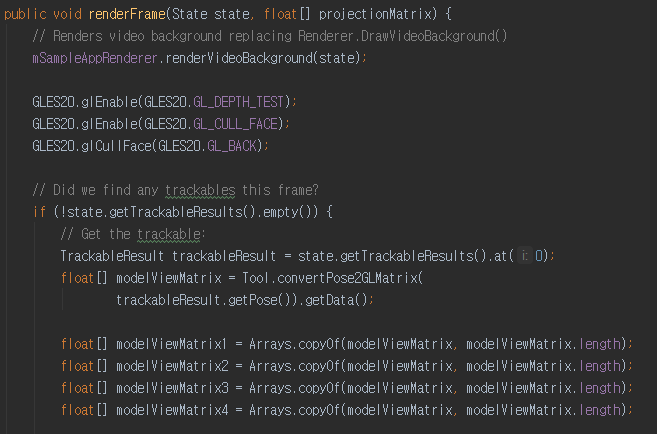 public void renderFrame(State state, float[] projectionMatrix) {
// Renders video background replacing Renderer.DrawVideoBackground()
mSampleAppRenderer.renderVideoBackground(state);
GLES20.glEnable(GLES20.GL_DEPTH_TEST);
GLES20.glEnable(GLES20.GL_CULL_FACE);
GLES20.glCullFace(GLES20.GL_BACK);
// Did we find any trackables this frame?
if (!state.getTrackableResults().empty()) {
// Get the trackable:
TrackableResult trackableResult = state.getTrackableResults().at( i: 0);
float[] modelViewMatrix = Tool.convertPose2GLMatrix(
trackableResult.getPose()).getData();
float[] modelViewMatrix1 = Arrays.copyOf(modelViewMatrix, modelViewMatrix.length);
float[] modelViewMatrix2 = Arrays.copyOf(modelViewMatrix, modelViewMatrix.length);
float[] modelViewMatrix3 = Arrays.copyOf(modelViewMatrix, modelViewMatrix.length);
float[] modelViewMatrix4 = Arrays.copyOf(modelViewMatrix, modelViewMatrix.length);